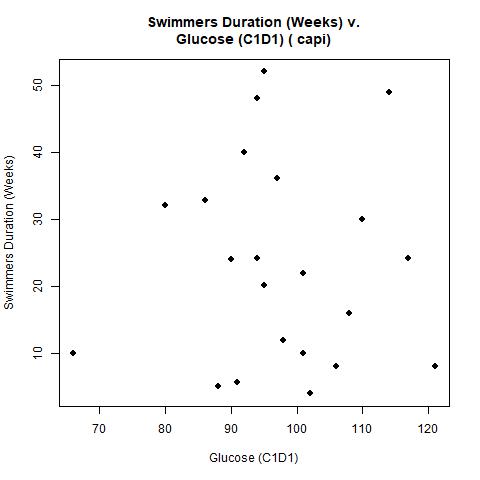 Swimmers Duration (Weeks) v.
Glucose (C1D1) ( capi)
Swimmers Duration (Weeks)
50
40
30
20
10
70
80
90
100
110
120
Glucose (C1D1)